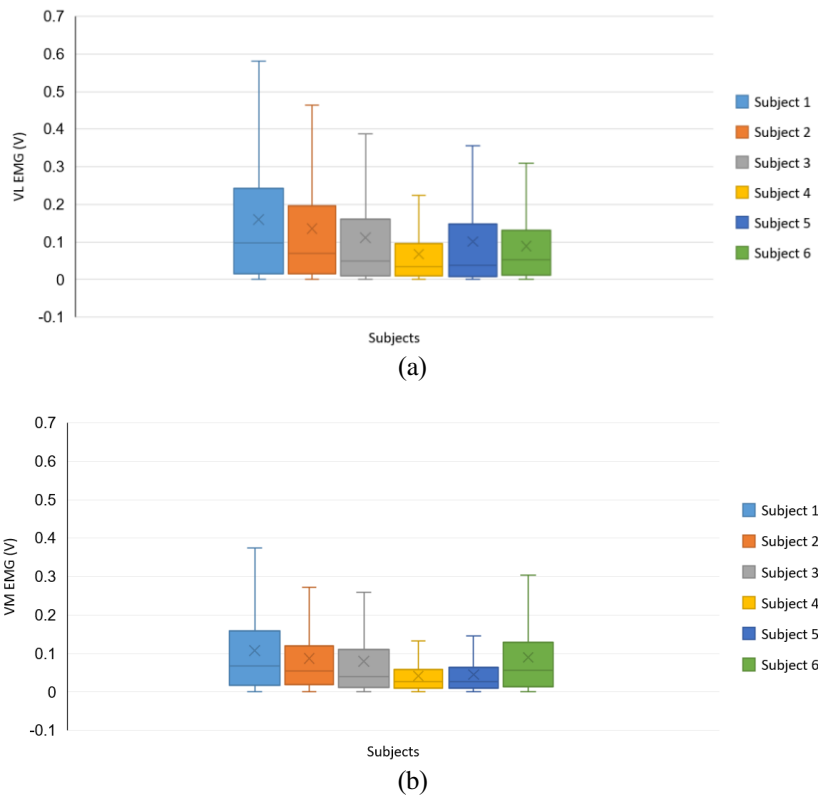 0.7
0.6
0.5
0.4
0.3
0.2
0.1
0
-0.1
VL EMG (V)
Subjects
Subject 1
Subject 2
Subject 3
Subject 4
Subject 5
Subject 6
(a)
0.7
0.6
0.5
0.4
0.3
0.2
0.1
0
-0.1
VM EMG (V)
Subjects
Subject 1
Subject 2
Subject 3
Subject 4
Subject 5
Subject 6
(b)